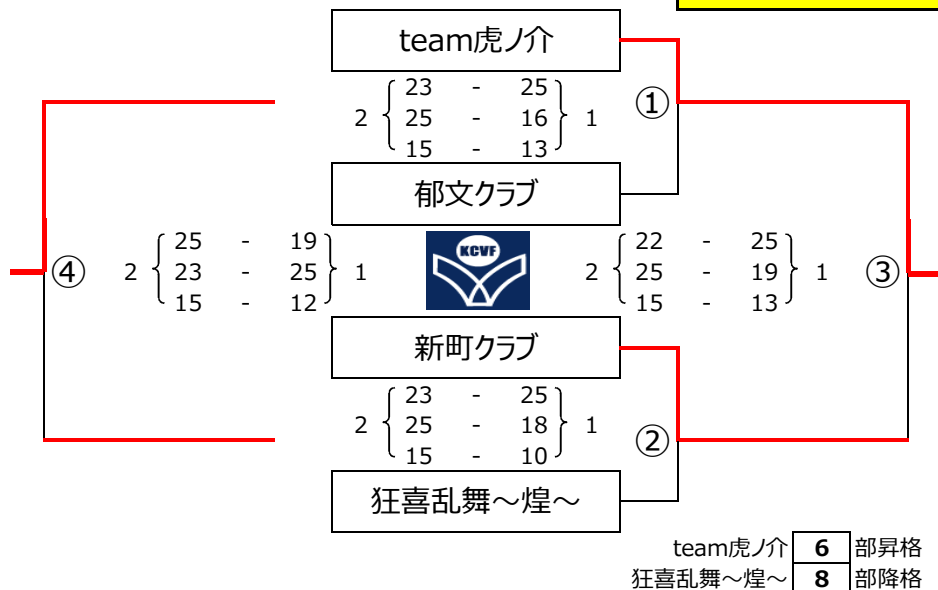 team虎ノ介
23 - 25
2 25 - 16 1
15 - 13
①
郁文クラブ
25 - 19
④ 2 23 - 25 1
15 - 12
KCVF
22 - 25
2 25 - 19 1 ③
15 - 13
新町クラブ
23 - 25
2 25 - 18 1
15 - 10
②
狂喜乱舞～煌～
team虎ノ介 6 部昇格
狂喜乱舞～煌～ 8 部降格